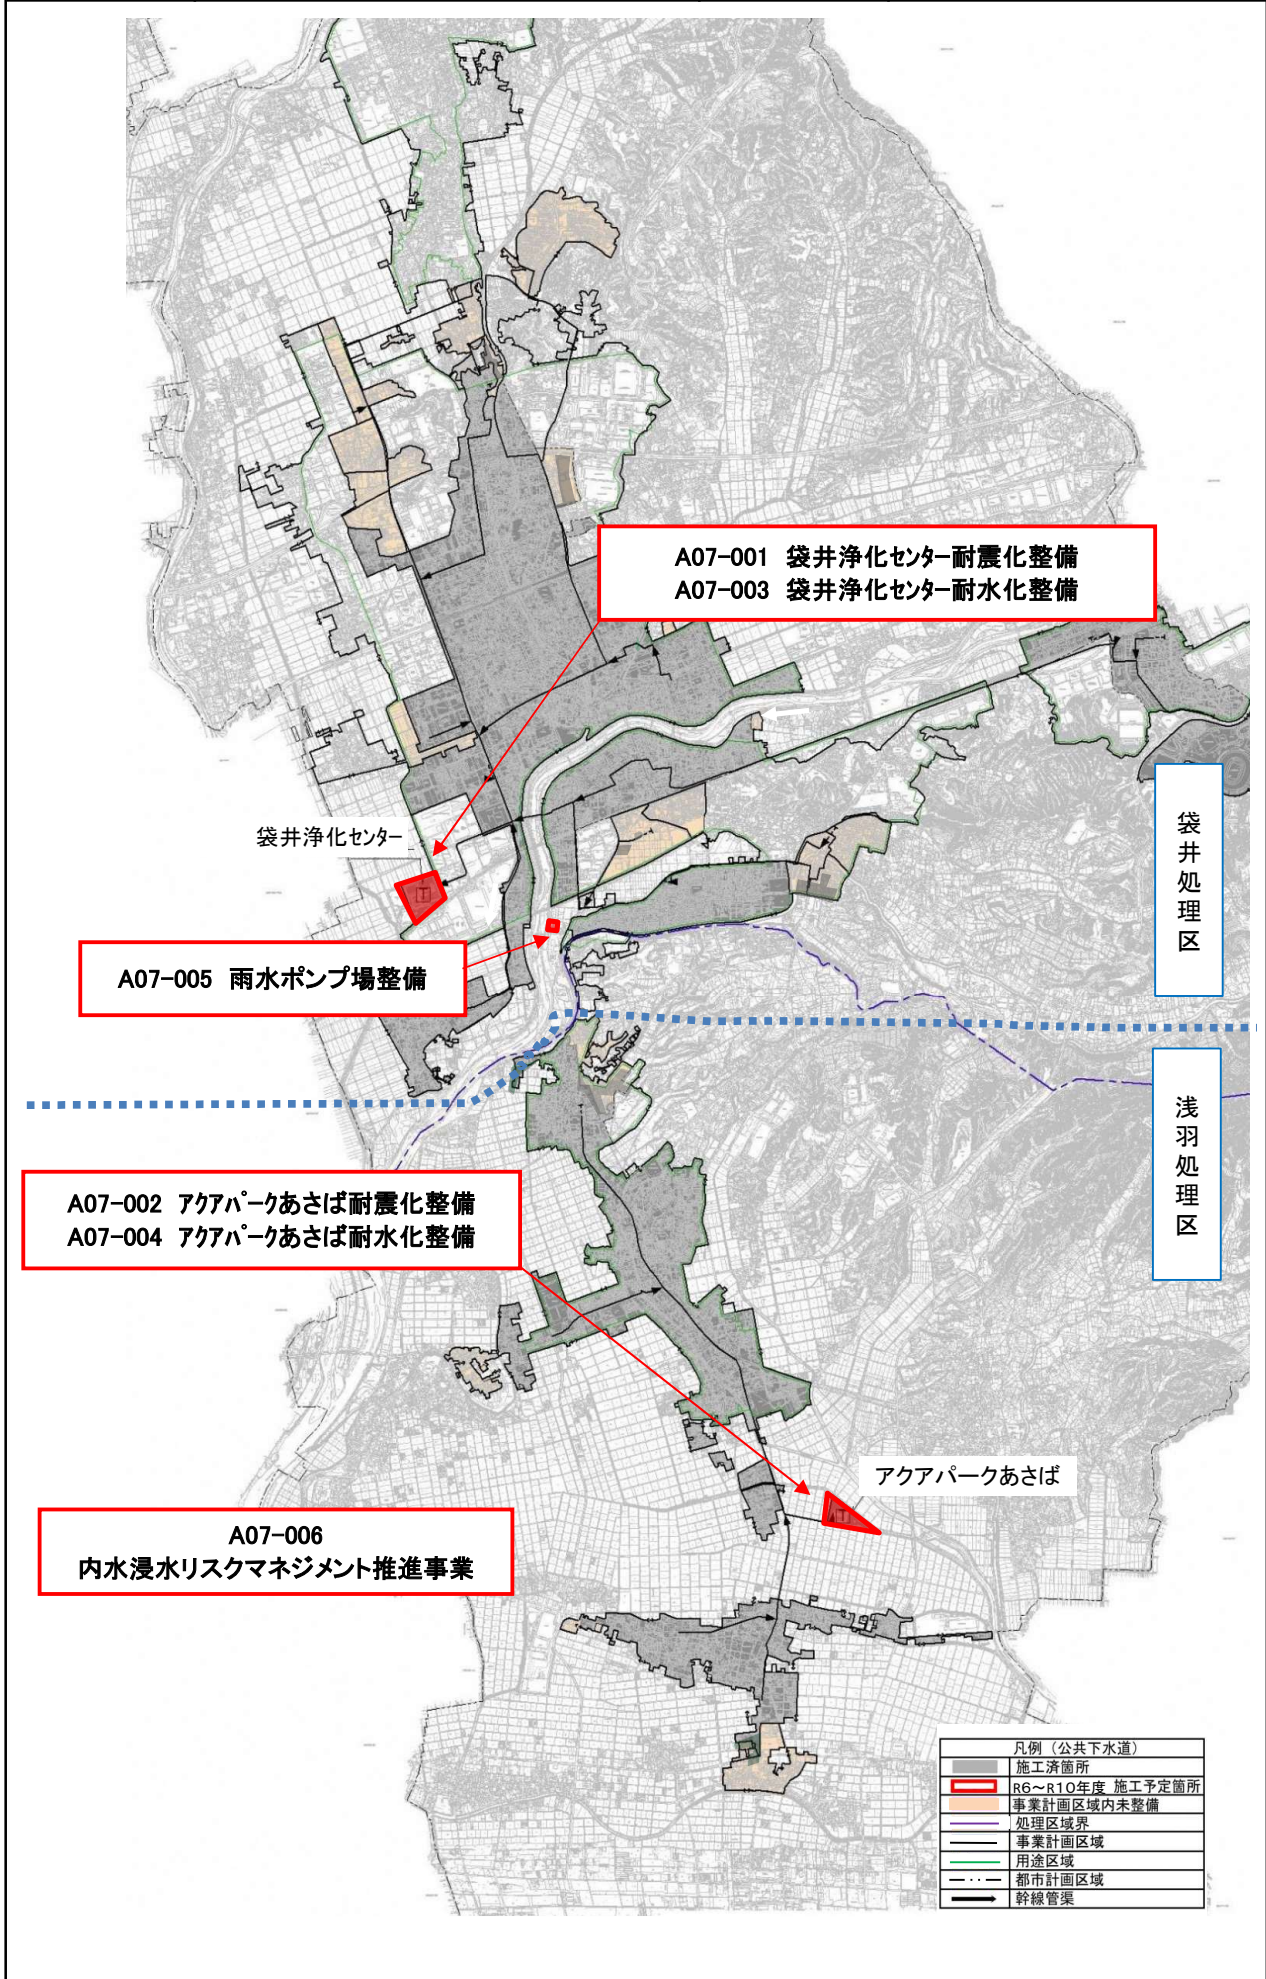 A07-001 袋井浄化センター耐震化整備
A07-003 袋井浄化センター耐水化整備
袋井処理区
袋井浄化センター
A07-005 雨水ポンプ場整備
浅羽処理区
A07-002 アクアパークあさば耐震化整備
A07-004 アクアパークあさば耐水化整備
アクアパークあさば
A07-006
内水浸水リスクマネジメント推進事業
凡例（公共下水道）
施工済箇所
R6～R10年度 施工予定箇所
事業計画区域内未整備
処理区域界
事業計画区域
用途区域
都市計画区域
幹線管渠